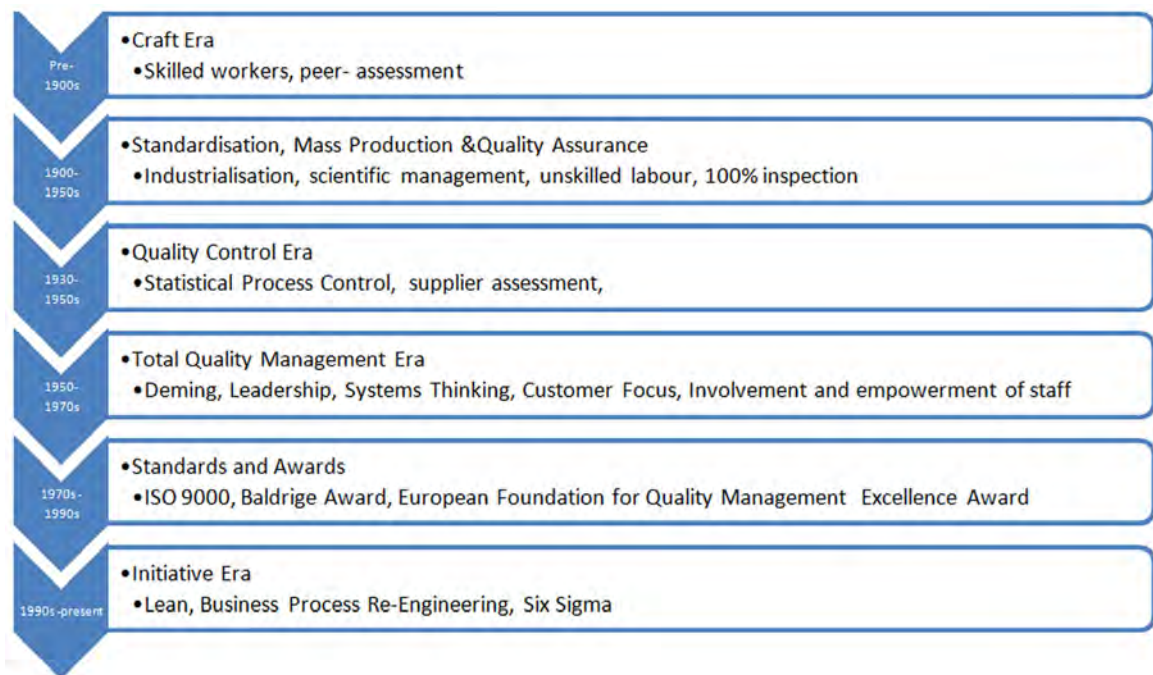 Pre-
1900s
•Craft Era
•Skilled workers, peer- assessment
1900-
1950s
•Standardisation, Mass Production &Quality Assurance
•Industrialisation, scientific management, unskilled labour, 100% inspection
1930-
1950s
•Quality Control Era
•Statistical Process Control, supplier assessment,
1950-
1970s
•Total Quality Management Era
•Deming, Leadership, Systems Thinking, Customer Focus, Involvement and empowerment of staff
1970s-
1990s
•Standards and Awards
•ISO 9000, Baldrige Award, European Foundation for Quality Management Excellence Award
1990s-present
•Initiative Era
•Lean, Business Process Re-Engineering, Six Sigma